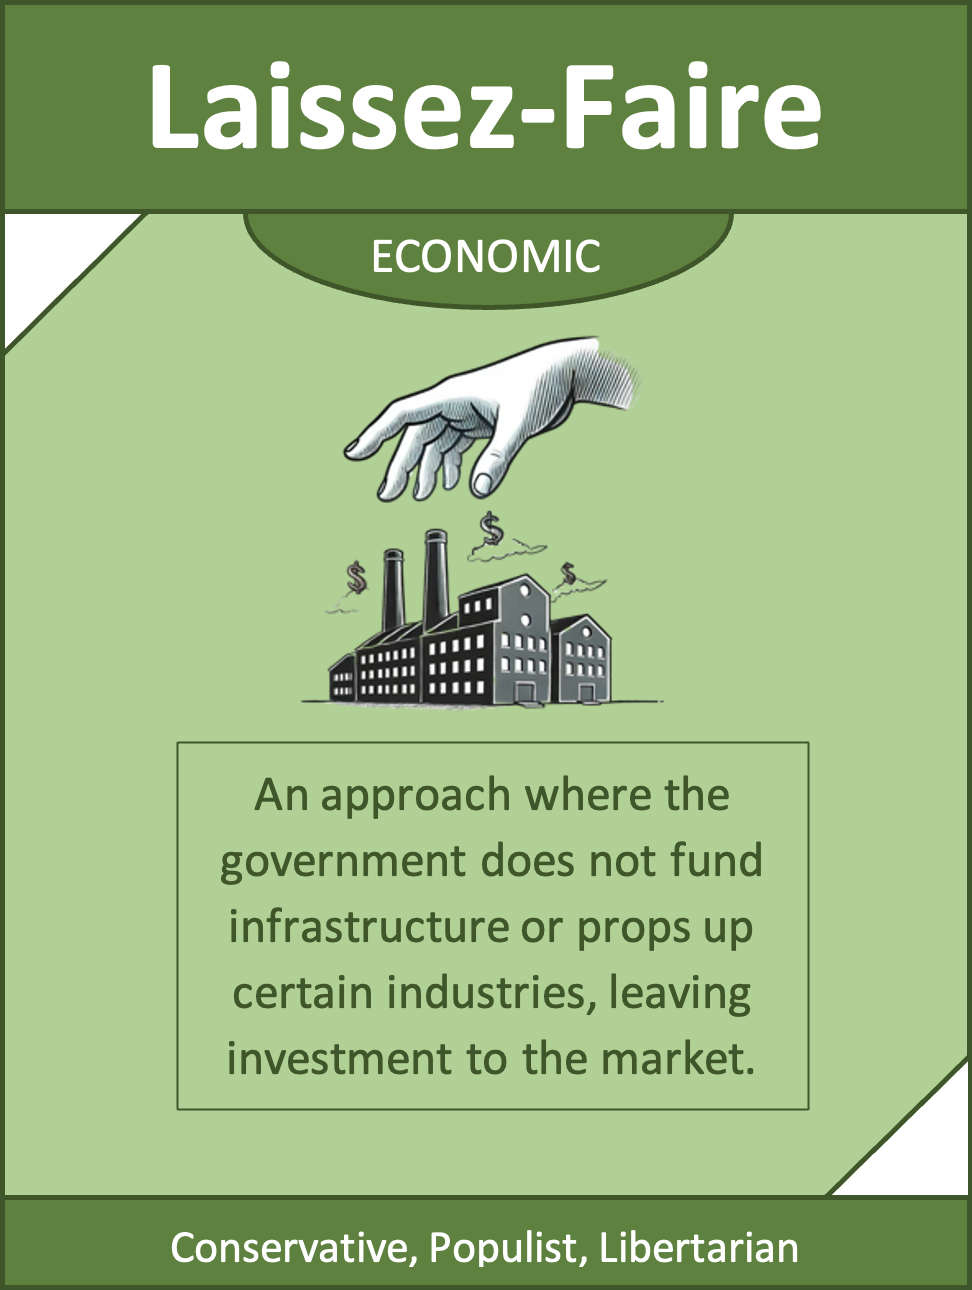 Laissez-Faire
ECONOMIC
$
$
$
An approach where the
government does not fund
infrastructure or props up
certain industries, leaving
investment to the market.
Conservative, Populist, Libertarian